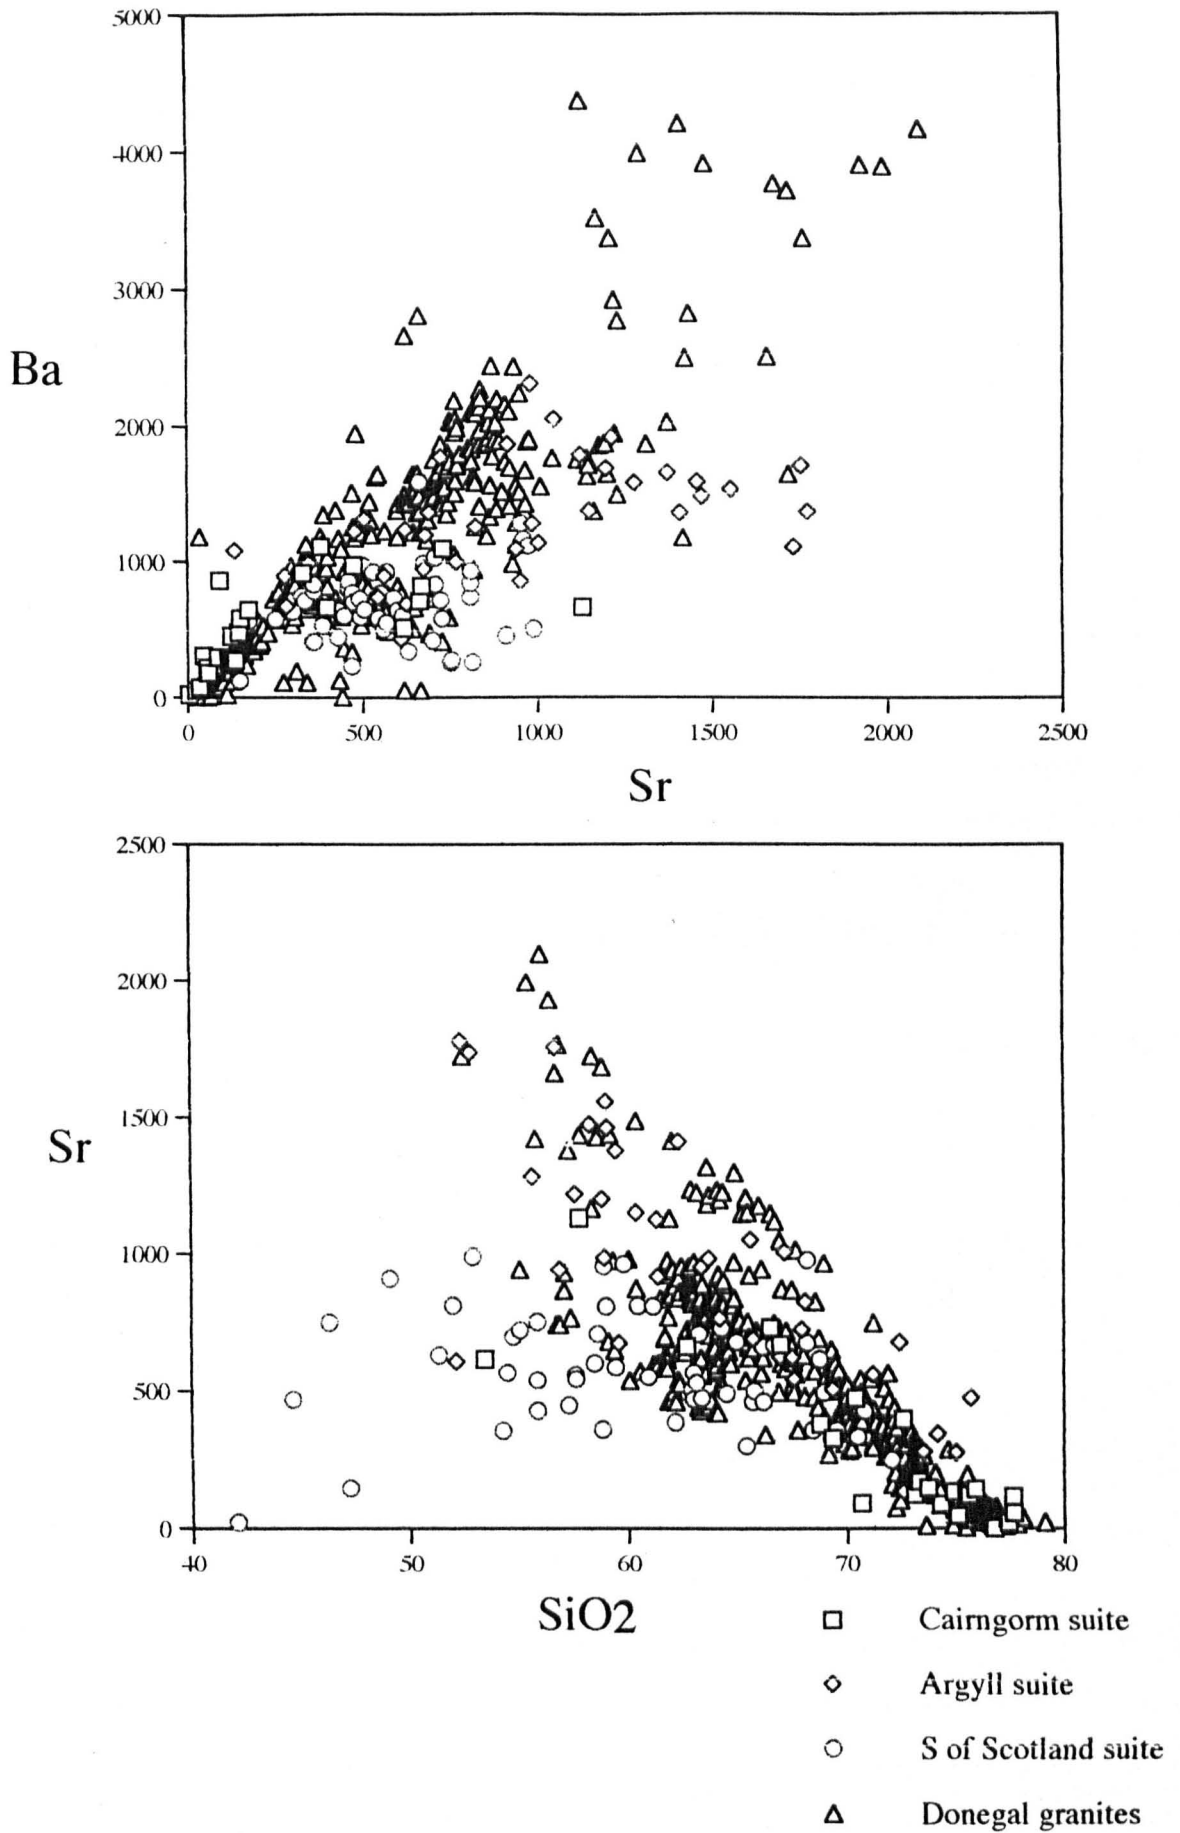 5000
4000
3000
Ba
2000
1000
0
0 500 1000 1500 2000 2500
Sr
2500
2000
1500
Sr
1000
500
0
40 50 60 70 80
SiO2
Cairngorm suite
Argyll suite
S of Scotland suite
Donegal granites